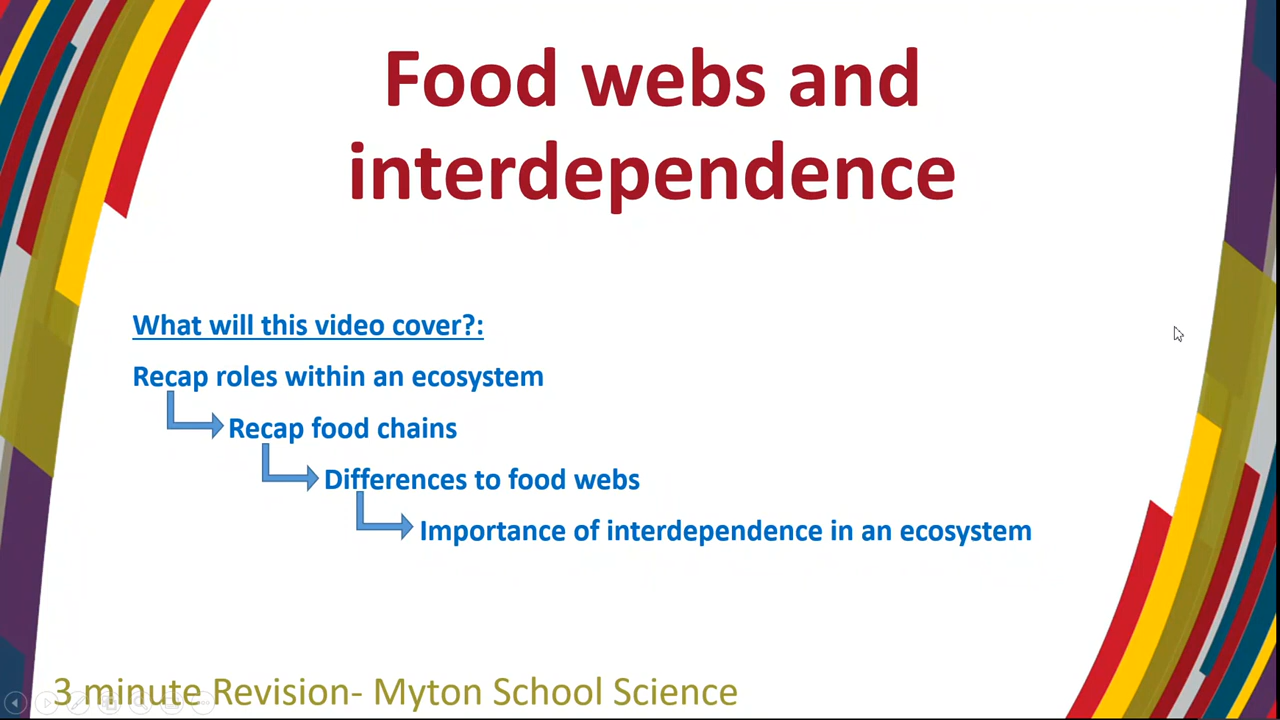 Food webs and
interdependence
What will this video cover?:
Recap roles within an ecosystem
Recap food chains
Differences to food webs
Importance of interdependence in an ecosystem
3 minute Revision- Myton School Science